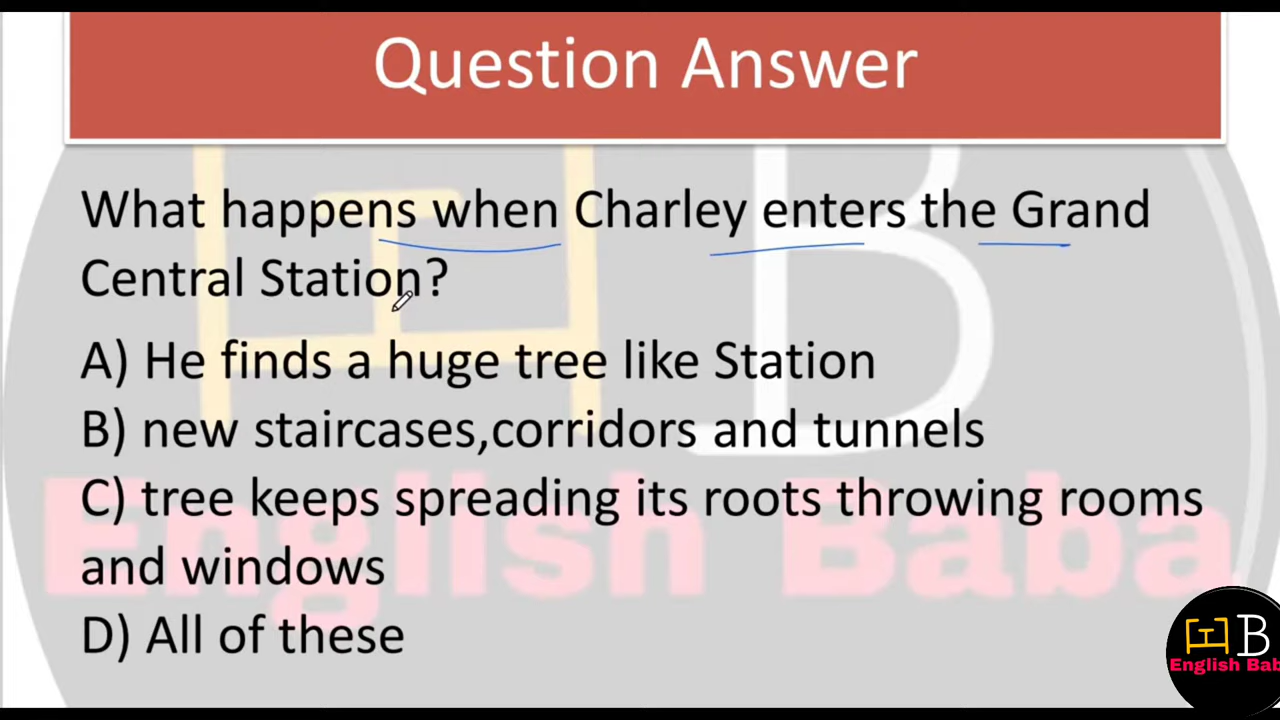 Question Answer
What happens when Charley enters the Grand
Central Station?
A) He finds a huge tree like Station
B) new staircases,corridors and tunnels
C) tree keeps spreading its roots throwing rooms
and windows
D) All of these
English Baba
EB
English Bab